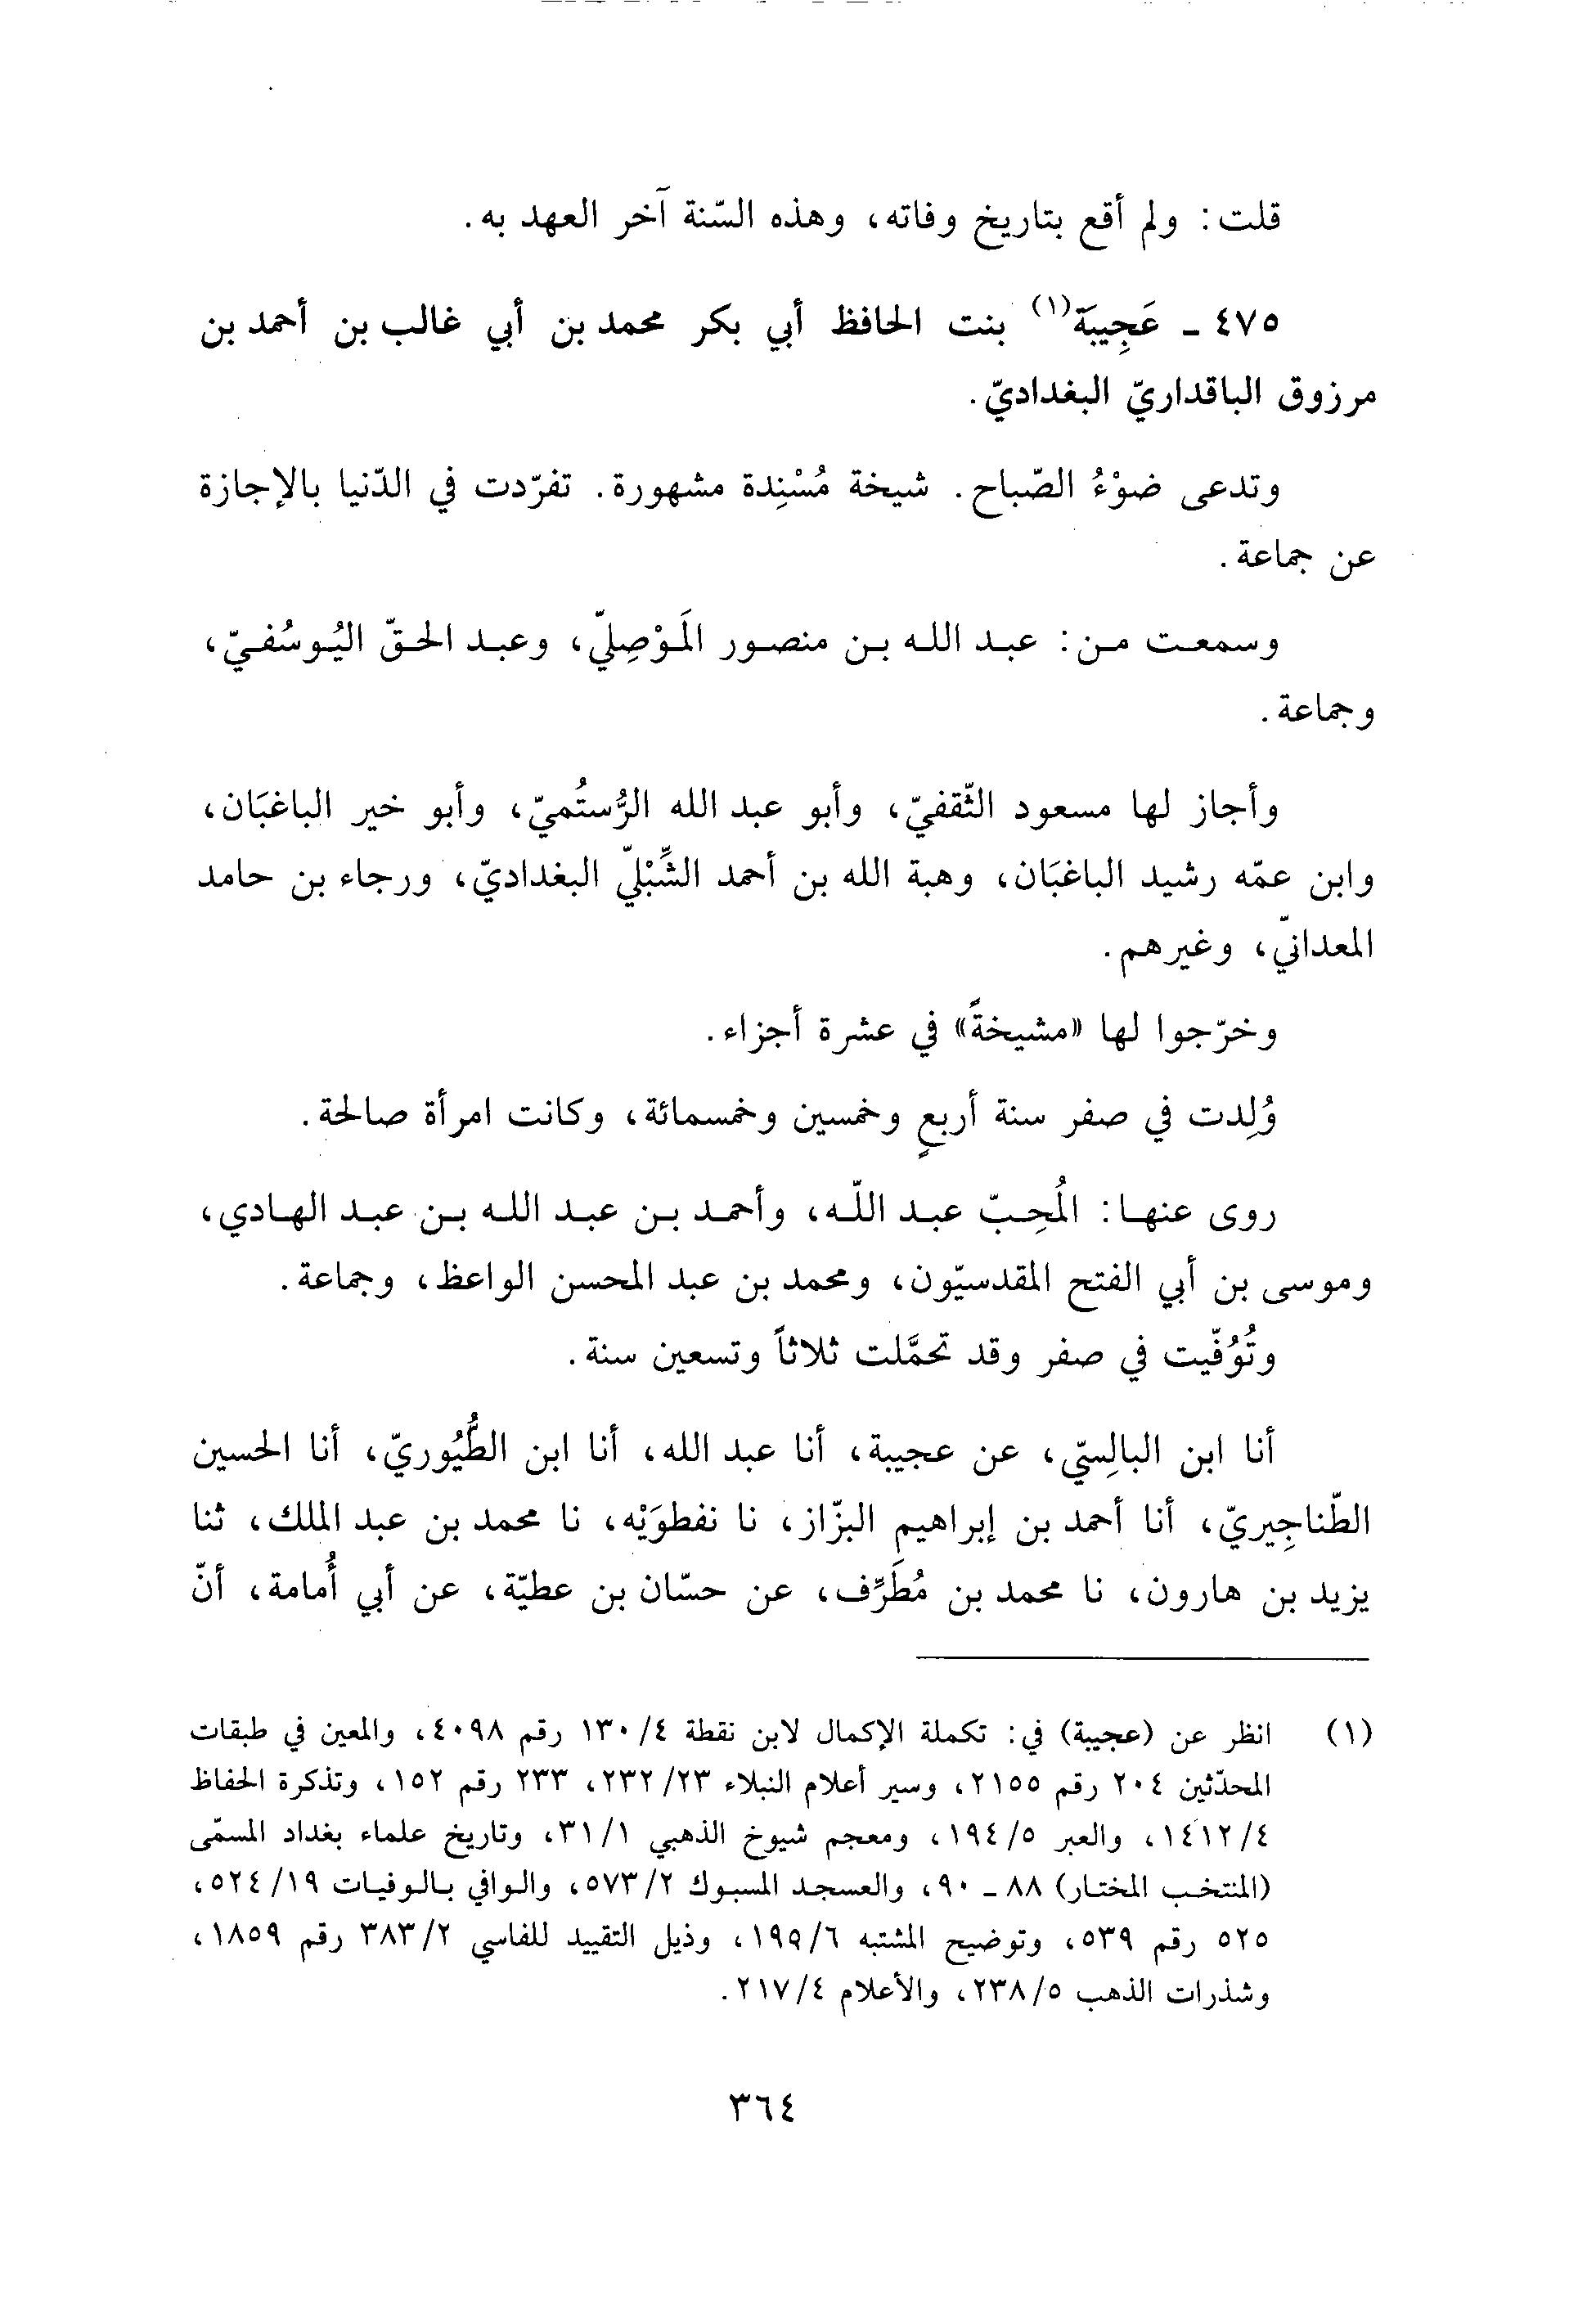 قلت: ولم أقع بتاريخ وفاته، وهذه السّنة آخر العهد به.
٤٧٥ ـ عَجِيبَة(١) بنت الحافظ أبي بكر محمد بن أبي غالب بن أحمد بن
مرزوق الباقداريّ البغداديّ.
وتدعى ضوْءُ الصّباح. شيخة مُسْنِدة مشهورة. تفرّدت في الدّنيا بالإجازة
عن جماعة.
وسمعت من: عبد الله بن منصور المَوْصِليّ، وعبد الحقّ اليُوسُفيّ،
وجماعة.
وأجاز لها مسعود الثّقفيّ، وأبو عبد الله الرُّستُميّ، وأبو خير الباغبَان،
وابن عمّه رشيد الباغبَان، وهبة الله بن أحمد الشِّبْليّ البغداديّ، ورجاء بن حامد
المعدانيّ، وغيرهم.
وخرّجوا لها «مشيخةً» في عشرة أجزاء.
وُلِدت في صفر سنة أربعٍ وخمسين وخمسمائة، وكانت امرأة صالحة.
روى عنها: المُحِبّ عبد اللّه، وأحمد بن عبد الله بن عبد الهادي،
وموسى بن أبي الفتح المقدسيّون، ومحمد بن عبد المحسن الواعظ، وجماعة.
وتُوُفّيت في صفر وقد تحمَّلت ثلاثاً وتسعين سنة.
أنا ابن البالِسيّ، عن عجيبة، أنا عبد الله، أنا ابن الطُّيُوريّ، أنا الحسين
الطّناجِيريّ، أنا أحمد بن إبراهيم البزّاز، نا نفطوَيْه، نا محمد بن عبد الملك، ثنا
يزيد بن هارون، نا محمد بن مُطَرِّف، عن حسّان بن عطيّة، عن أبي أُمامة، أنّ
(١) انظر عن (عجيبة) في: تكملة الإكمال لابن نقطة ٤/ ١٣٠ رقم ٤٠٩٨، والمعين في طبقات
المحدّثين ٢٠٤ رقم ٢١٥٥، وسير أعلام النبلاء ٢٣/ ٢٣٢، ٢٣٣ رقم ١٥٢، وتذكرة الحفاظ
٤/ ١٤١٢، والعبر ٥/ ١٩٤، ومعجم شيوخ الذهبي ١/ ٣١، وتاريخ علماء بغداد المسمّى
(المنتخب المختار) ٨٨ ـ ٩٠، والعسجد المسبوك ٢/ ٥٧٣، والوافي بالوفيات ١٩/ ٥٢٤،
٥٢٥ رقم ٥٣٩، وتوضيح المشتبه ٦/ ١٩٩، وذيل التقييد للفاسي ٢/ ٣٨٣ رقم ١٨٥٩،
وشذرات الذهب ٥/ ٢٣٨، والأعلام ٤/ ٢١٧.
٣٦٤